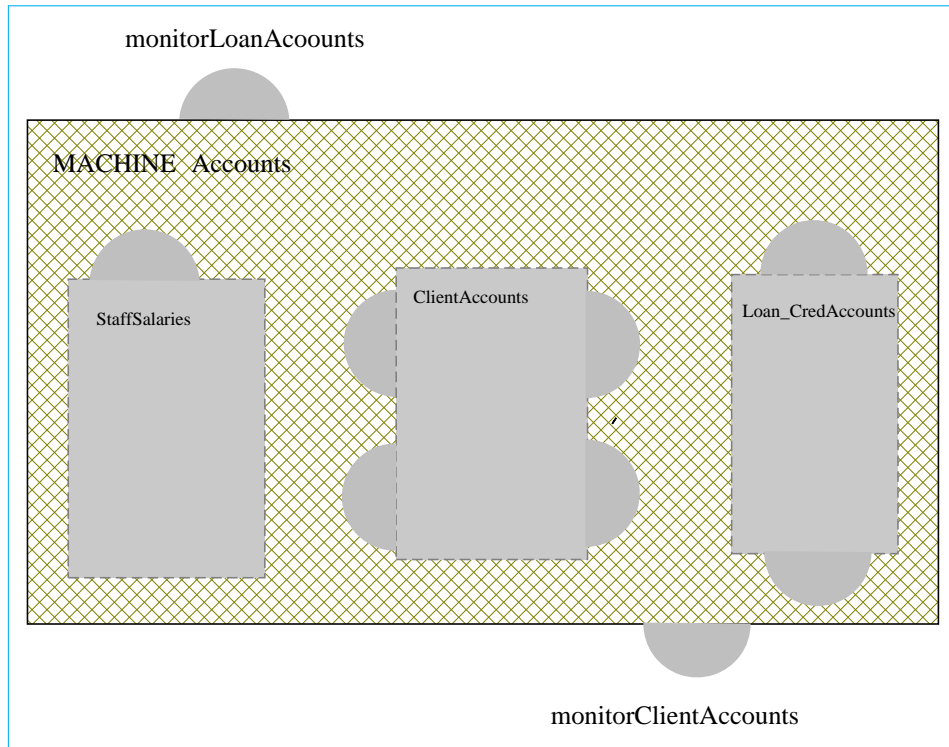 monitorLoanAcoounts
MACHINE Accounts
StaffSalaries
ClientAccounts
Loan_CredAccounts
monitorClientAccounts